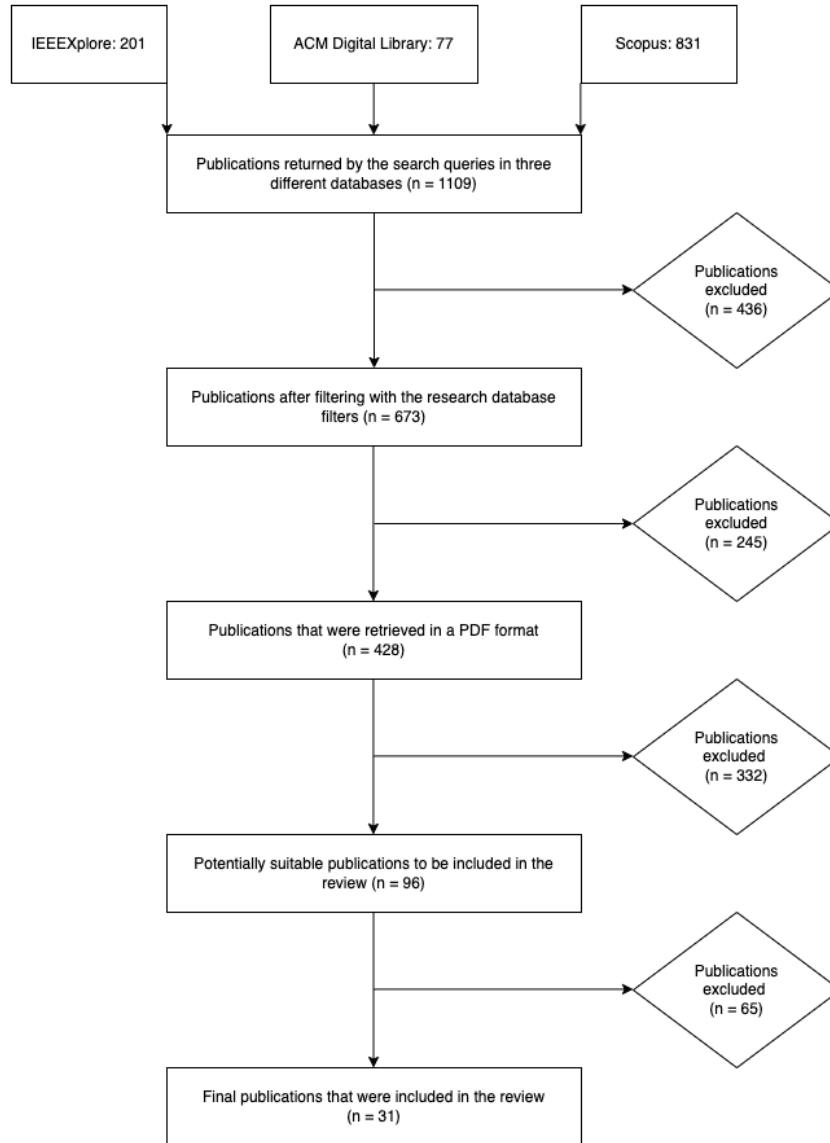 IEEEXplore: 201
ACM Digital Library: 77
Scopus: 831
Publications returned by the search queries in three
different databases (n = 1109)
Publications
excluded
(n = 436)
Publications after filtering with the research database
filters (n = 673)
Publications
excluded
(n = 245)
Publications that were retrieved in a PDF format
(n = 428)
Publications
excluded
(n = 332)
Potentially suitable publications to be included in the
review (n = 96)
Publications
excluded
(n = 65)
Final publications that were included in the review
(n = 31)